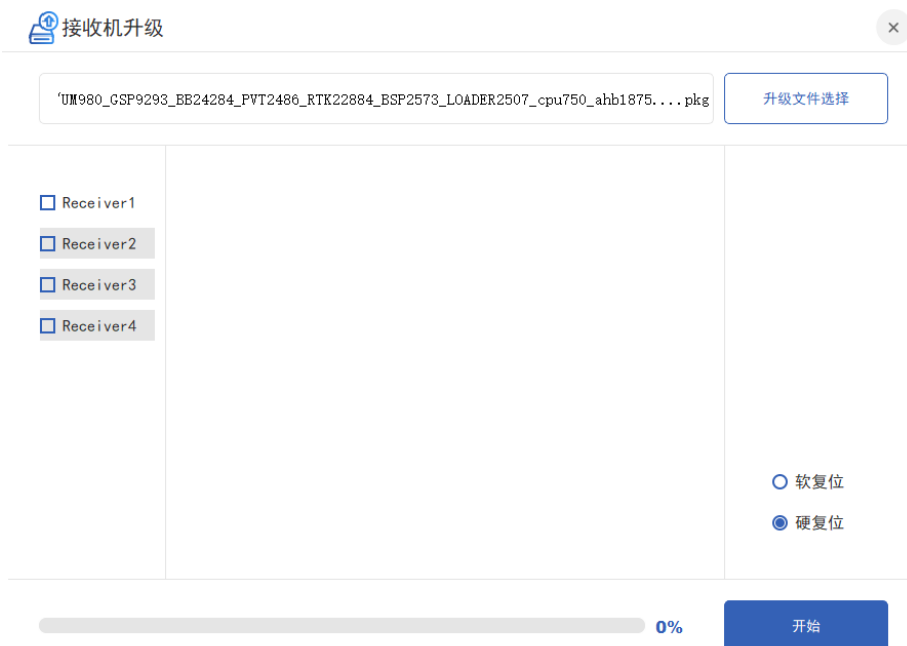 接收机升级
'UM980_GSP9293_BB24284_PVT2486_RTK22884_BSP2573_LOADER2507_cpu750_ahb1875....pkg
升级文件选择
Receiver1
Receiver2
Receiver3
Receiver4
软复位
硬复位
0%
开始